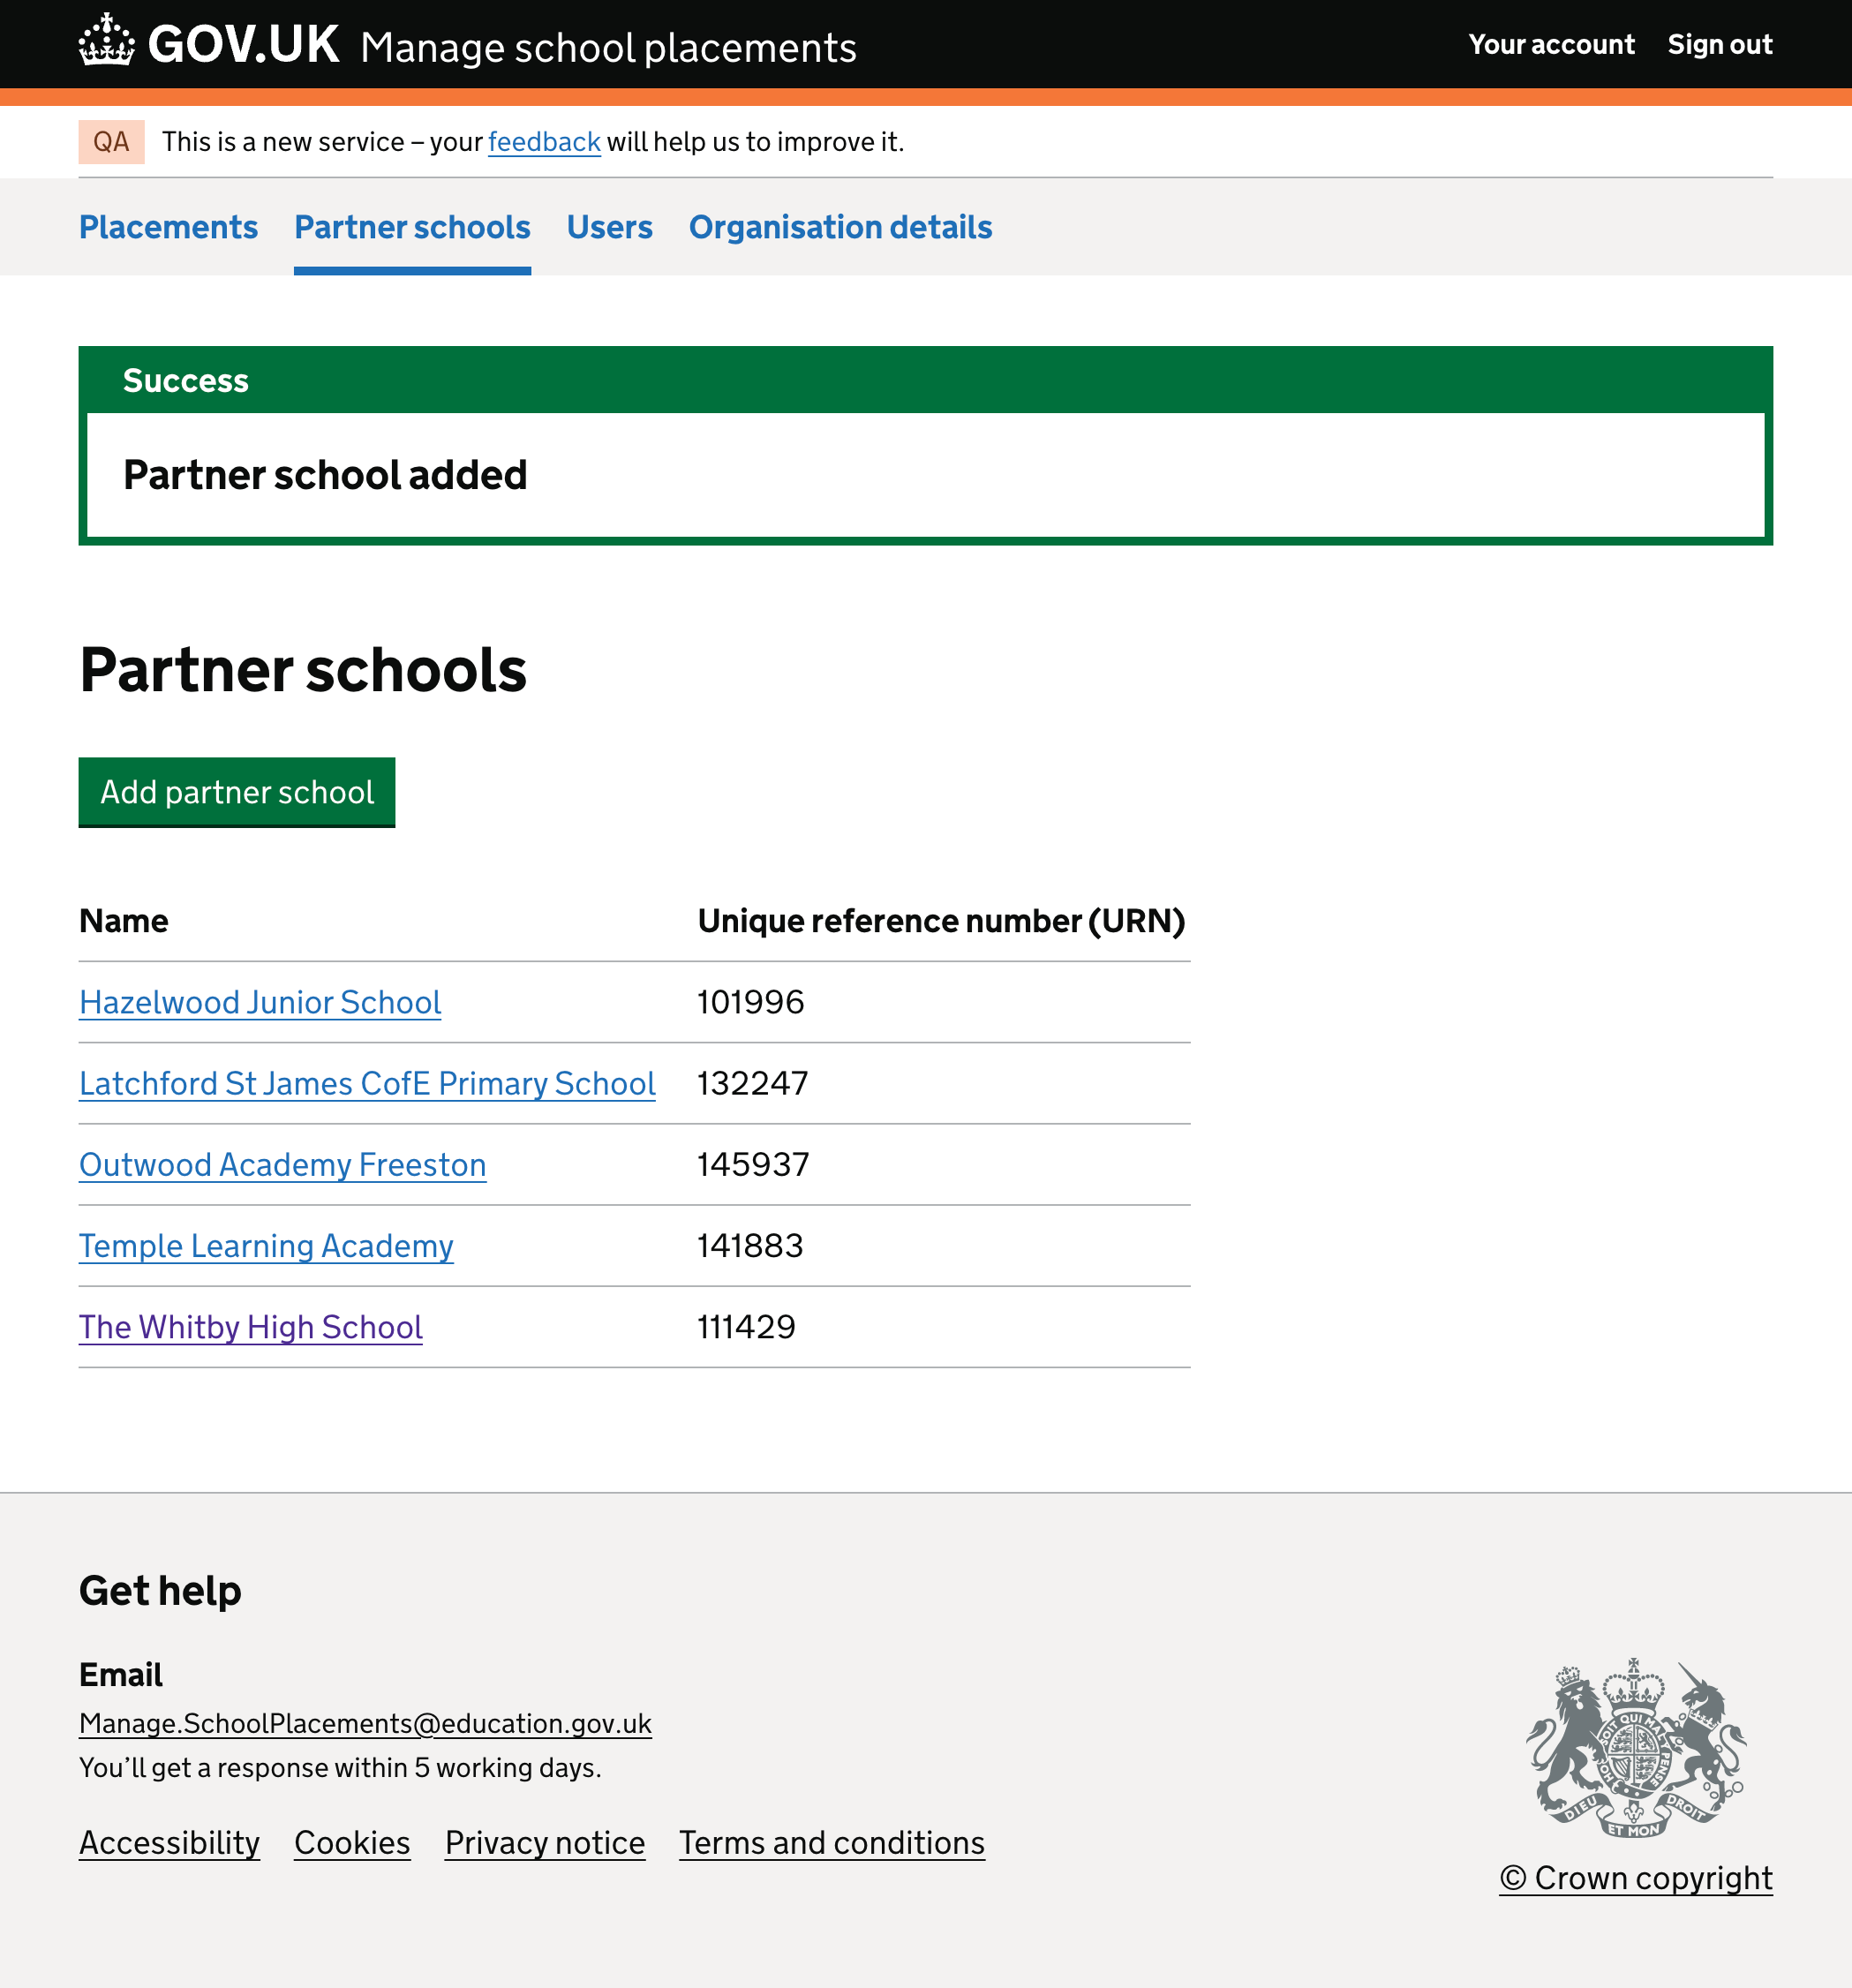 GOV.UK Manage school placements Your account Sign out
QA This is a new service – your feedback will help us to improve it.
Placements Partner schools Users Organisation details
Success
Partner school added
Partner schools
Add partner school
Name Unique reference number (URN)
Hazelwood Junior School 101996
Latchford St James CofE Primary School 132247
Outwood Academy Freeston 145937
Temple Learning Academy 141883
The Whitby High School 111429
Get help
Email
Manage.SchoolPlacements@education.gov.uk
You’ll get a response within 5 working days.
Accessibility Cookies Privacy notice Terms and conditions
DIEU ET MON DROIT
© Crown copyright